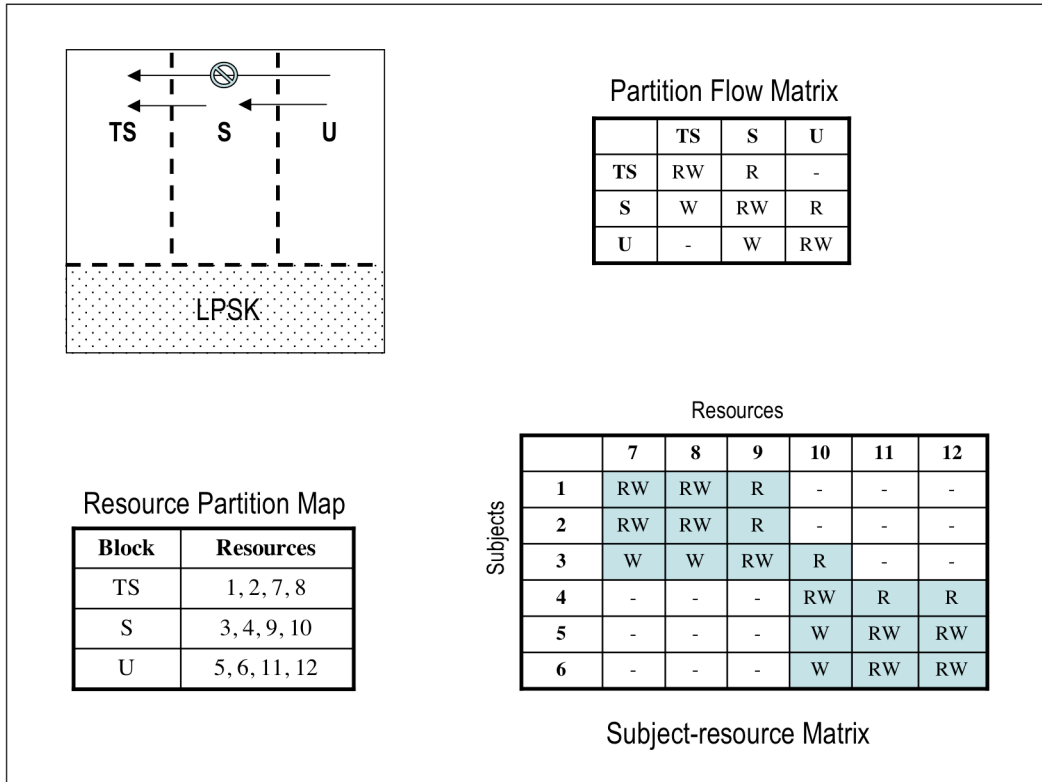 TS S U
LPSK
Partition Flow Matrix
TS S U
TS RW R -
S W RW R
U - W RW
Resource Partition Map
Block Resources
TS 1, 2, 7, 8
S 3, 4, 9, 10
U 5, 6, 11, 12
Resources
Subjects
7 8 9 10 11 12
1 RW RW R - - -
2 RW RW R - - -
3 W W RW R - -
4 - - - RW R R
5 - - - W RW RW
6 - - - W RW RW
Subject-resource Matrix